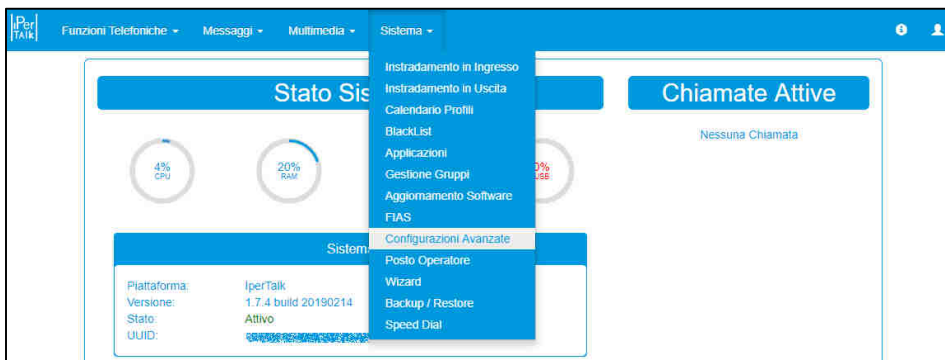 iPer TAlk
Funzioni Telefoniche Messaggi Multimedia Sistema
Instradamento in Ingresso
Instradamento in Uscita
Calendario Profili
BlackList
Applicazioni
Gestione Gruppi
Aggiornamento Software
FIAS
Configurazioni Avanzate
Posto Operatore
Wizard
Backup / Restore
Speed Dial
Stato Sis
4%
CPU
20%
RAM
0%
USB
Chiamate Attive
Nessuna Chiamata
Sistem
Piattaforma: IperTalk
Versione: 1.7.4 build 20190214
Stato: Attivo
UUID: